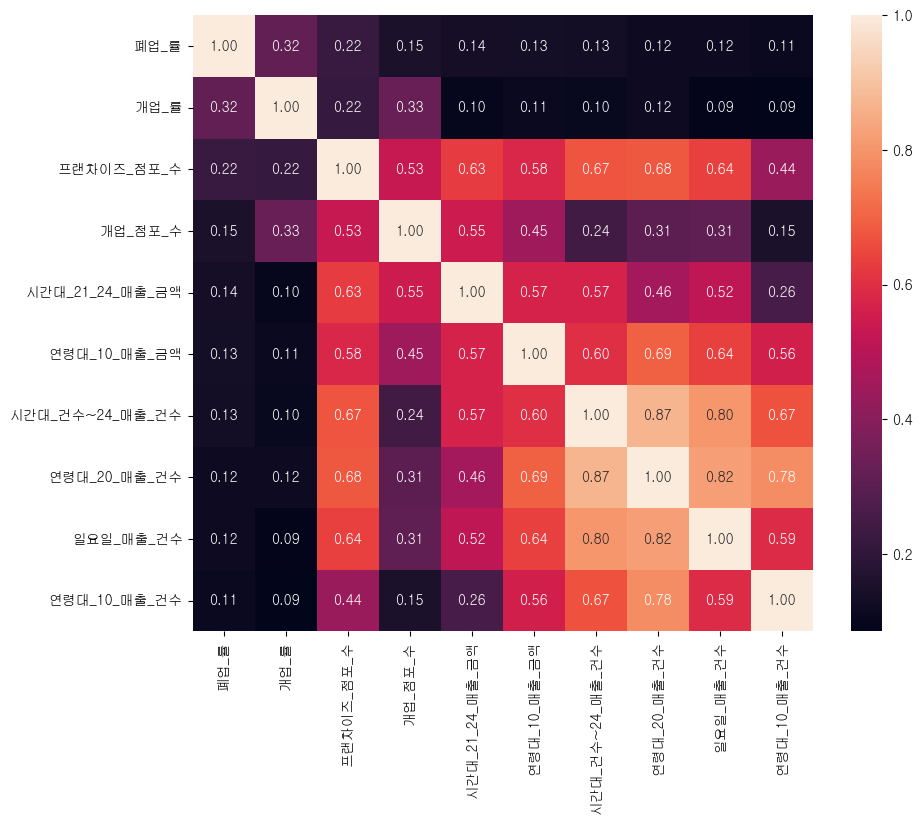 폐업_률 1.00 0.32 0.22 0.15 0.14 0.13 0.13 0.12 0.12 0.11
개업_률 0.32 1.00 0.22 0.33 0.10 0.11 0.10 0.12 0.09 0.09
프랜차이즈_점포_수 0.22 0.22 1.00 0.53 0.63 0.58 0.67 0.68 0.64 0.44
개업_점포_수 0.15 0.33 0.53 1.00 0.55 0.45 0.24 0.31 0.31 0.15
시간대_21_24_매출_금액 0.14 0.10 0.63 0.55 1.00 0.57 0.57 0.46 0.52 0.26
연령대_10_매출_금액 0.13 0.11 0.58 0.45 0.57 1.00 0.60 0.69 0.64 0.56
시간대_건수~24_매출_건수 0.13 0.10 0.67 0.24 0.57 0.60 1.00 0.87 0.80 0.67
연령대_20_매출_건수 0.12 0.12 0.68 0.31 0.46 0.69 0.87 1.00 0.82 0.78
일요일_매출_건수 0.12 0.09 0.64 0.31 0.52 0.64 0.80 0.82 1.00 0.59
연령대_10_매출_건수 0.11 0.09 0.44 0.15 0.26 0.56 0.67 0.78 0.59 1.00
폐업_률
개업_률
프랜차이즈_점포_수
개업_점포_수
시간대_21_24_매출_금액
연령대_10_매출_금액
시간대_건수~24_매출_건수
연령대_20_매출_건수
일요일_매출_건수
연령대_10_매출_건수
1.0
0.8
0.6
0.4
0.2